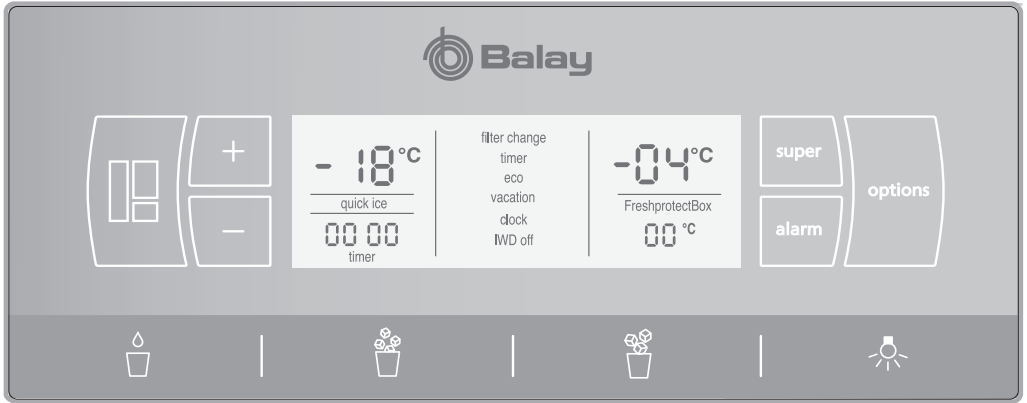 Balay
+
−
- 18°C
quick ice
00 00
timer
filter change
timer
eco
vacation
clock
IWD off
-04°C
FreshprotectBox
00 °C
super
alarm
options